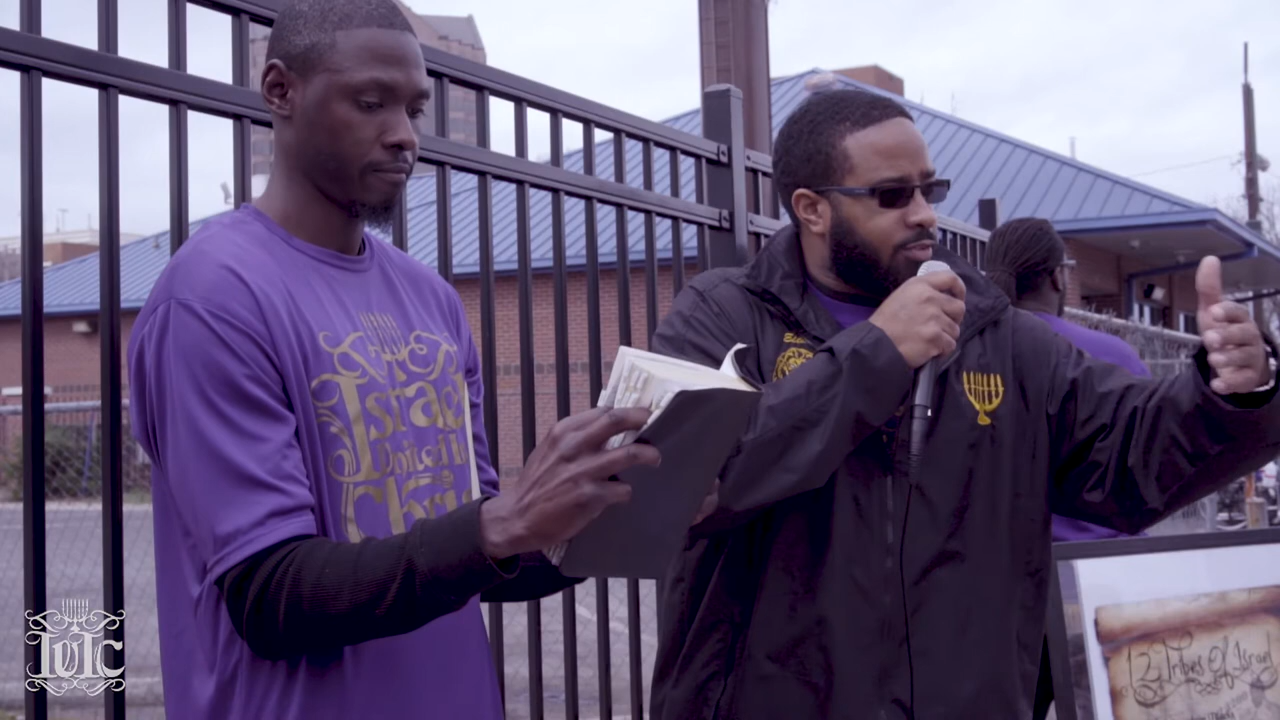 Israel
United In
Christ
IUIC
12 Tribes Of Israel